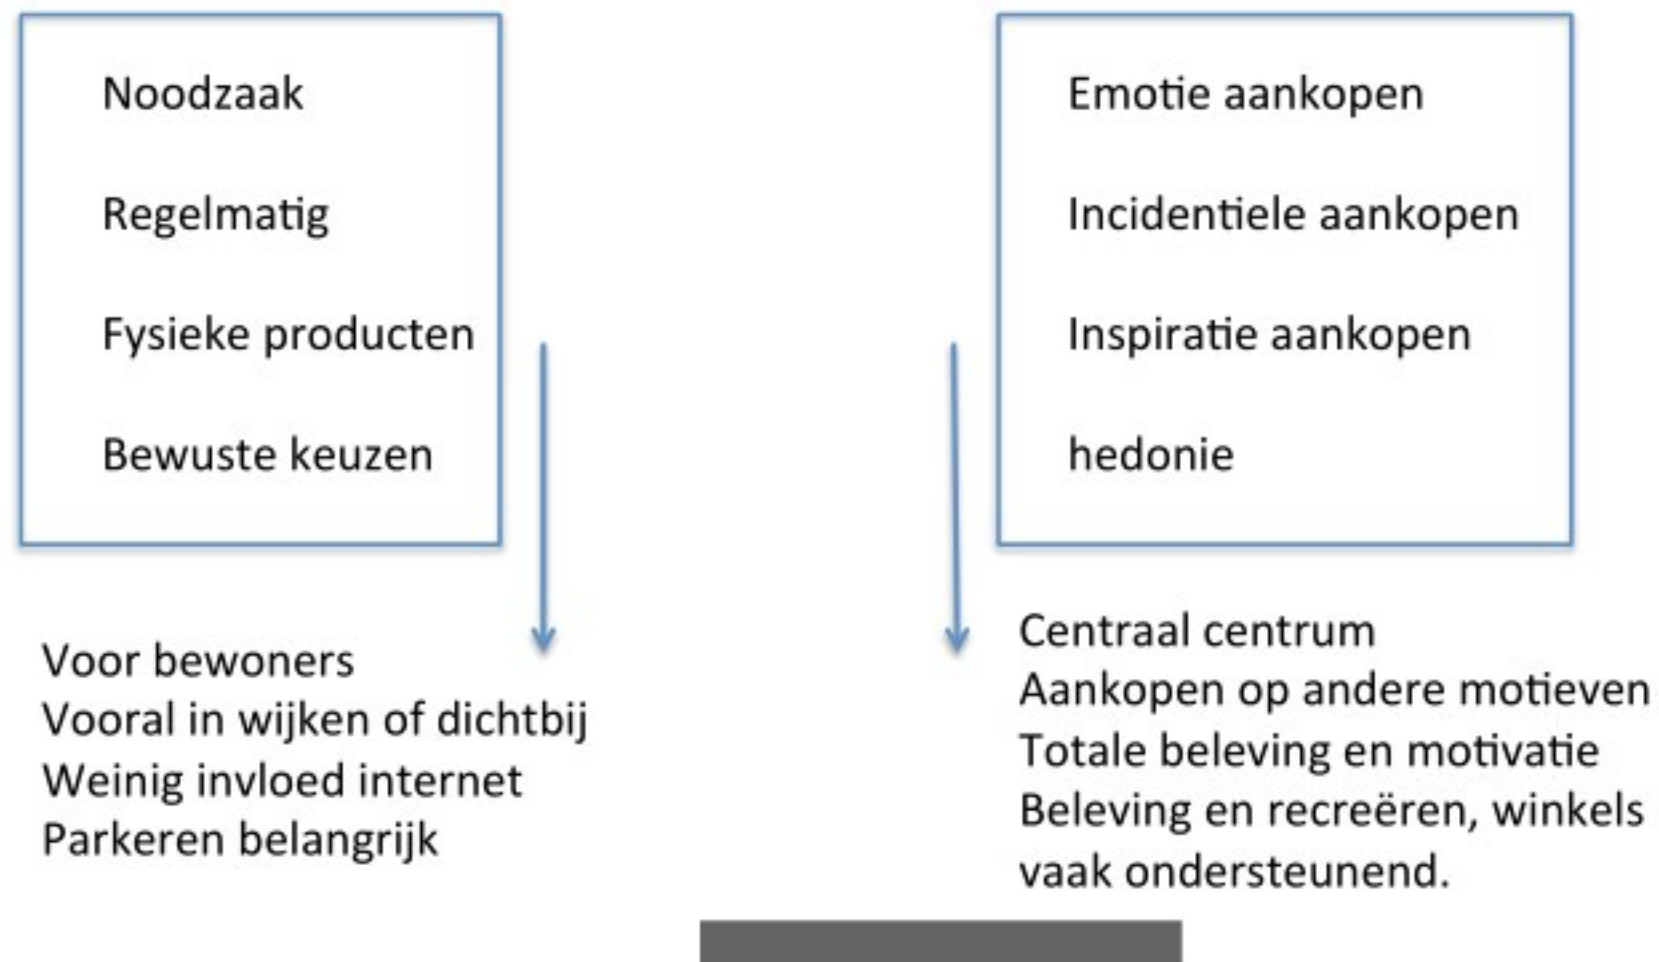 Noodzaak
Regelmatig
Fysieke producten
Bewuste keuzen
Voor bewoners
Vooral in wijken of dichtbij
Weinig invloed internet
Parkeren belangrijk
Emotie aankopen
Incidentiele aankopen
Inspiratie aankopen
hedonie
Centraal centrum
Aankopen op andere motieven
Totale beleving en motivatie
Beleving en recreëren, winkels
vaak ondersteunend.